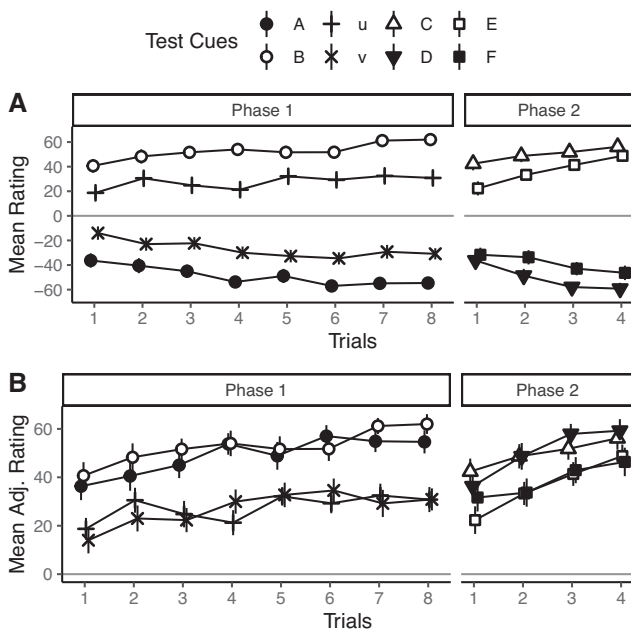 Test Cues A u C E
B v D F
A
Phase 1 Phase 2
Mean Rating
60
40
20
0
−20
−40
−60
1 2 3 4 5 6 7 8 1 2 3 4
Trials
B
Phase 1 Phase 2
Mean Adj. Rating
60
40
20
0
1 2 3 4 5 6 7 8 1 2 3 4
Trials